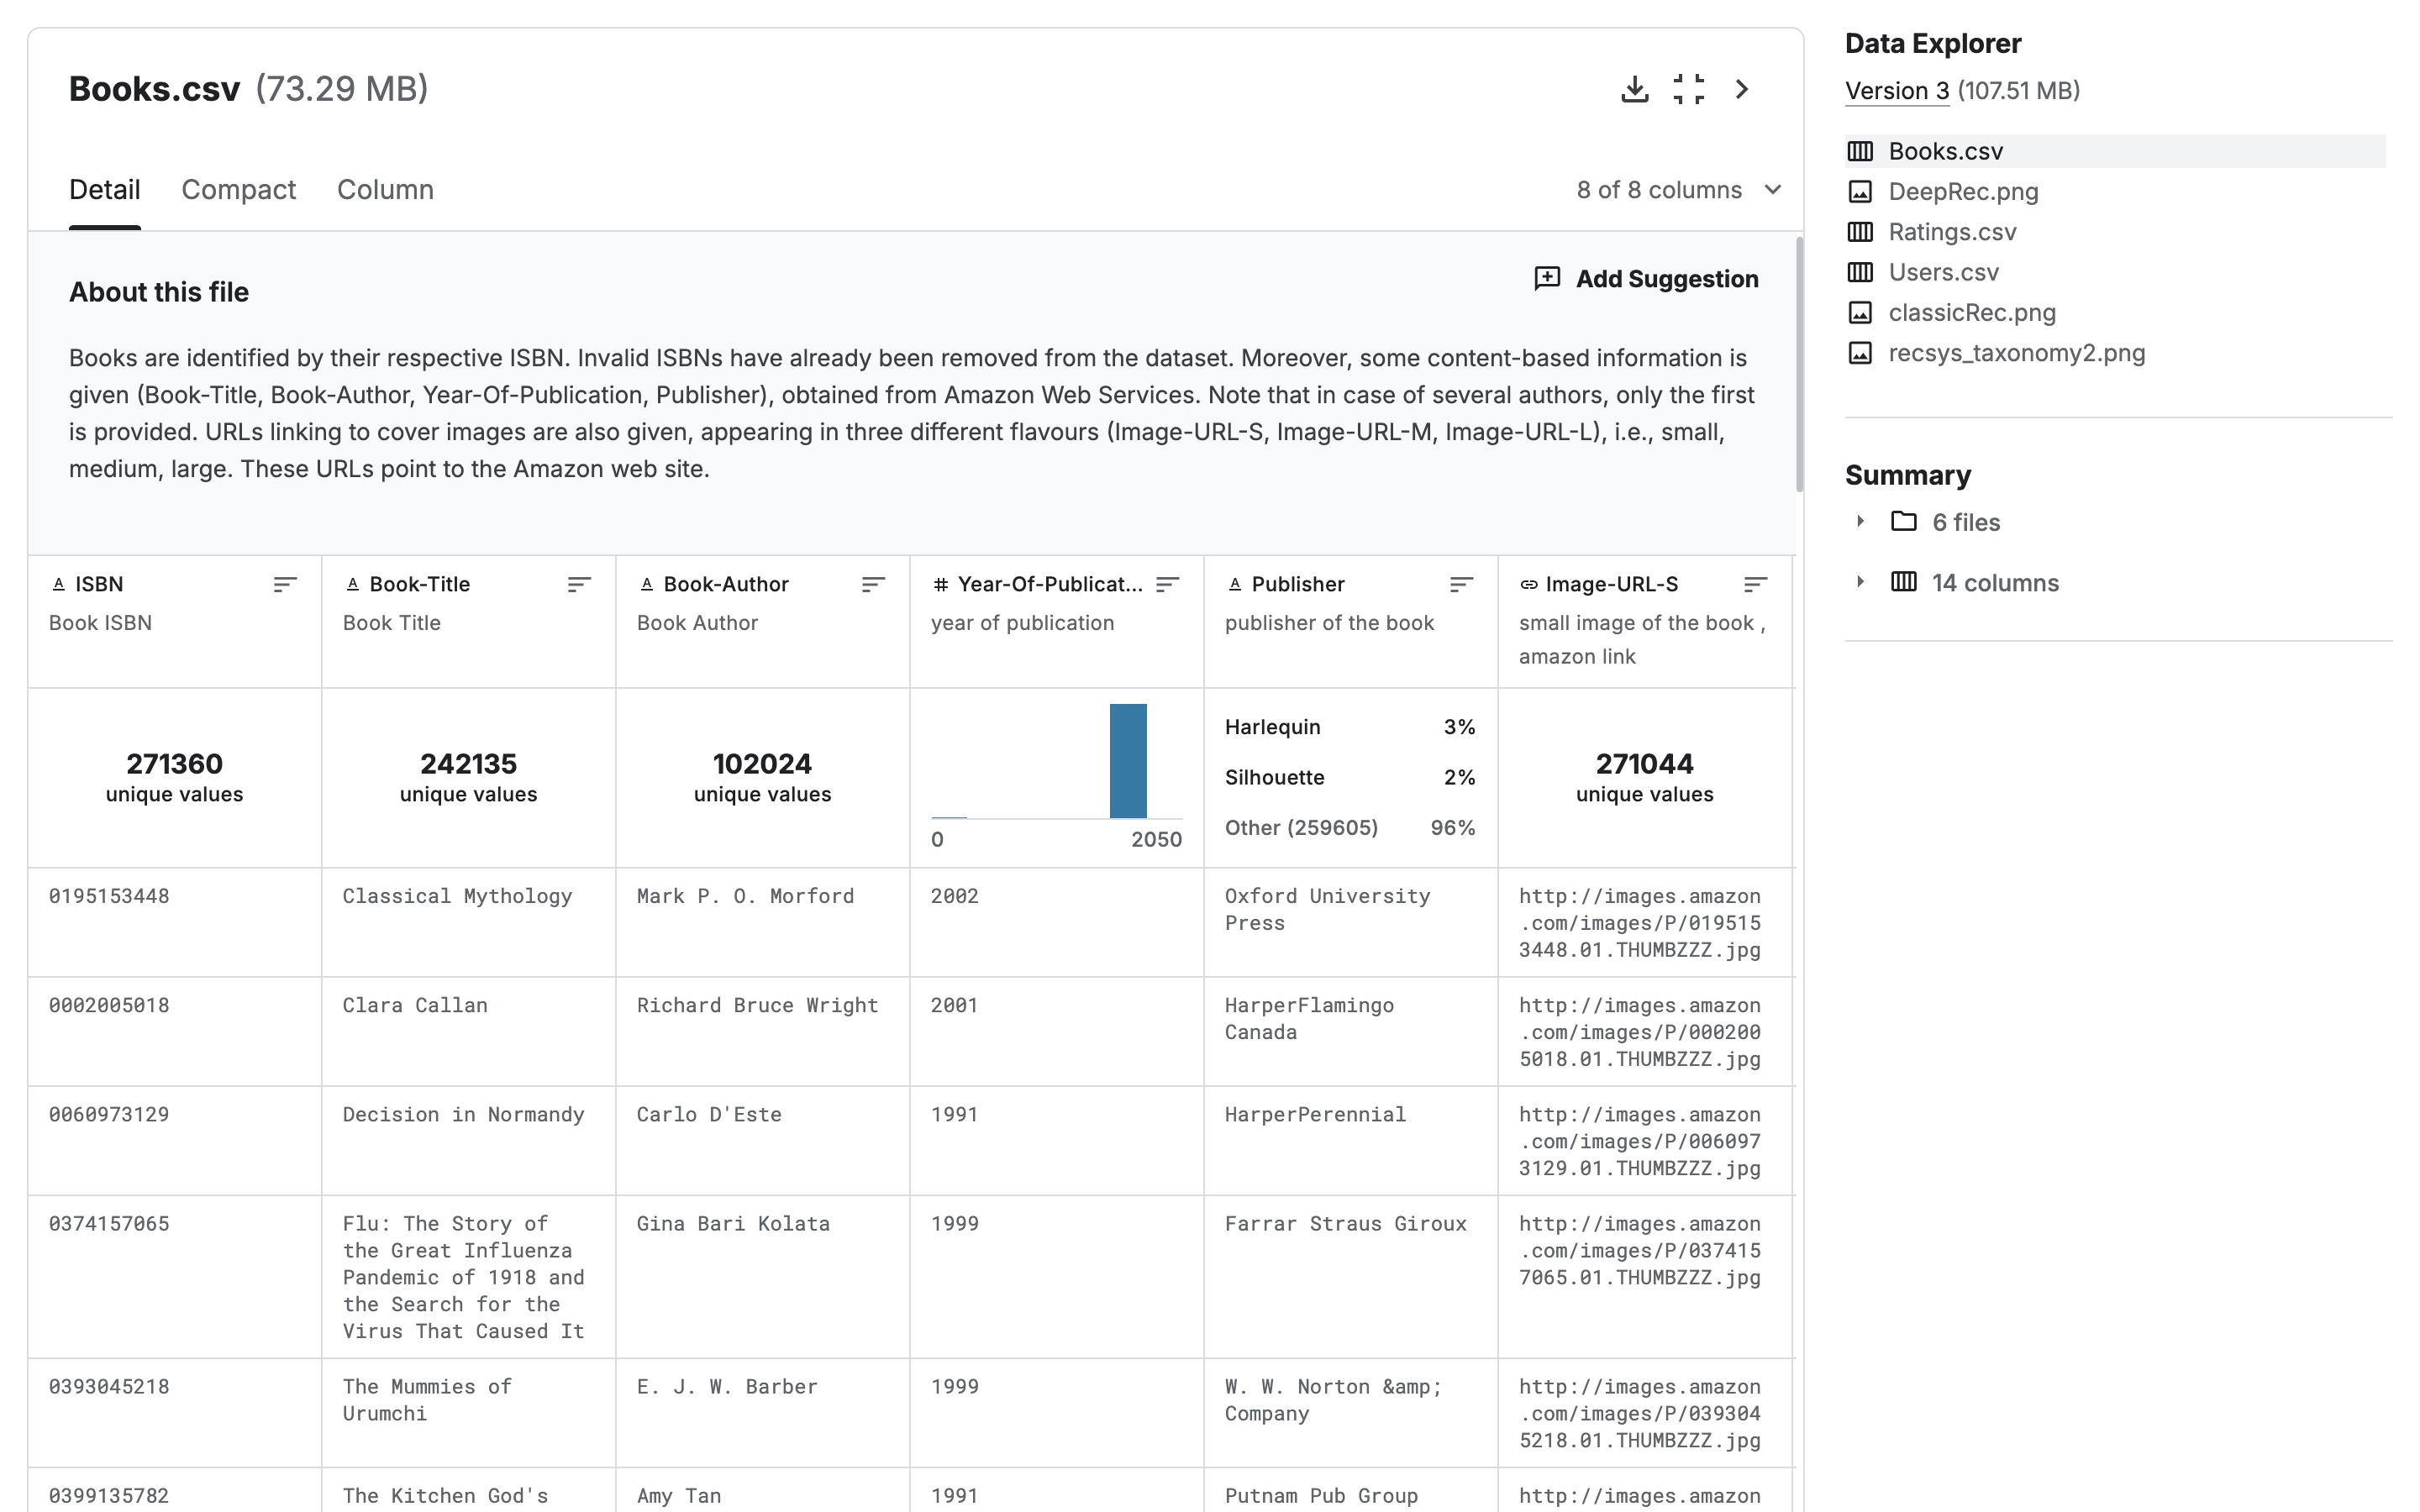 Books.csv (73.29 MB)
Detail Compact Column 8 of 8 columns
About this file
Add Suggestion
Books are identified by their respective ISBN. Invalid ISBNs have already been removed from the dataset. Moreover, some content-based information is
given (Book-Title, Book-Author, Year-Of-Publication, Publisher), obtained from Amazon Web Services. Note that in case of several authors, only the first
is provided. URLs linking to cover images are also given, appearing in three different flavours (Image-URL-S, Image-URL-M, Image-URL-L), i.e., small,
medium, large. These URLs point to the Amazon web site.
A ISBN
Book ISBN
A Book-Title
Book Title
A Book-Author
Book Author
# Year-Of-Publicat...
year of publication
A Publisher
publisher of the book
Image-URL-S
small image of the book ,
amazon link
271360
unique values
242135
unique values
102024
unique values
0 2050
Harlequin 3%
Silhouette 2%
Other (259605) 96%
271044
unique values
0195153448
Classical Mythology
Mark P. O. Morford
2002
Oxford University
Press
http://images.amazon
.com/images/P/019515
3448.01.THUMBZZZ.jpg
0002005018
Clara Callan
Richard Bruce Wright
2001
HarperFlamingo
Canada
http://images.amazon
.com/images/P/000200
5018.01.THUMBZZZ.jpg
0060973129
Decision in Normandy
Carlo D'Este
1991
HarperPerennial
http://images.amazon
.com/images/P/006097
3129.01.THUMBZZZ.jpg
0374157065
Flu: The Story of
the Great Influenza
Pandemic of 1918 and
the Search for the
Virus That Caused It
Gina Bari Kolata
1999
Farrar Straus Giroux
http://images.amazon
.com/images/P/037415
7065.01.THUMBZZZ.jpg
0393045218
The Mummies of
Urumchi
E. J. W. Barber
1999
W. W. Norton &amp;amp;
Company
http://images.amazon
.com/images/P/039304
5218.01.THUMBZZZ.jpg
0399135782
The Kitchen God's
Amy Tan
1991
Putnam Pub Group
http://images.amazon
Data Explorer
Version 3 (107.51 MB)
Books.csv
DeepRec.png
Ratings.csv
Users.csv
classicRec.png
recsys_taxonomy2.png
Summary
6 files
14 columns